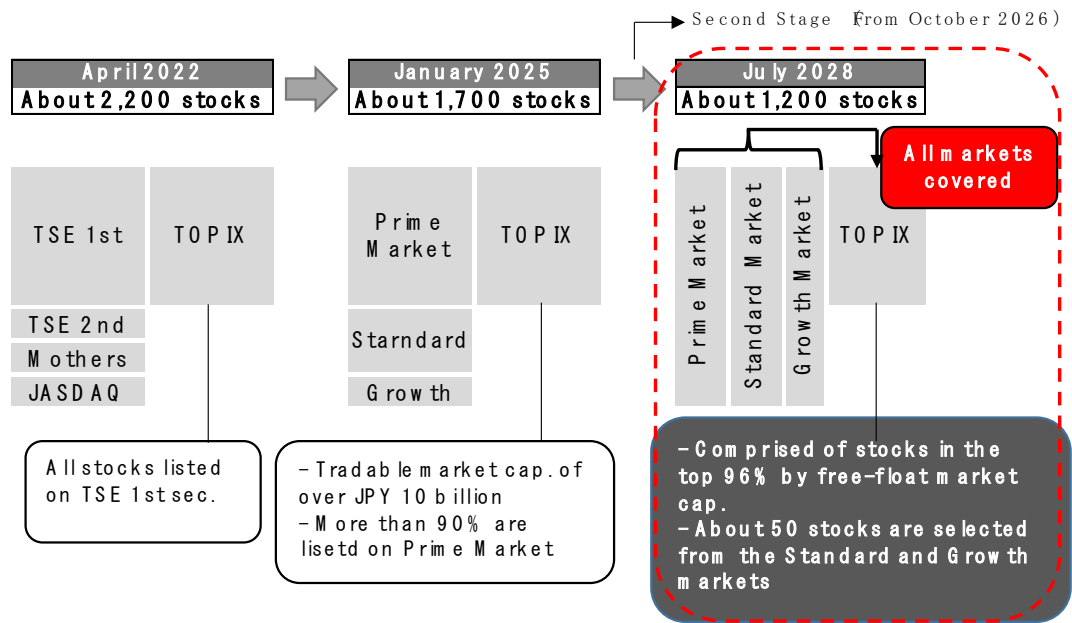 Second Stage (From October 2026)
April 2022
About 2,200 stocks
January 2025
About 1,700 stocks
July 2028
About 1,200 stocks
All markets
covered
TSE 1st
TOPIX
TSE 2nd
Mothers
JASDAQ
Prime
Market
TOPIX
Starndard
Growth
Prime Market
Standard Market
Growth Market
TOPIX
All stocks listed
on TSE 1st sec.
-Tradable market cap. of
over JPY 10 billion
-More than 90% are
lisetd on Prime Market
-Comprised of stocks in the
top 96% by free-float market
cap.
-About 50 stocks are selected
from the Standard and Growth
markets